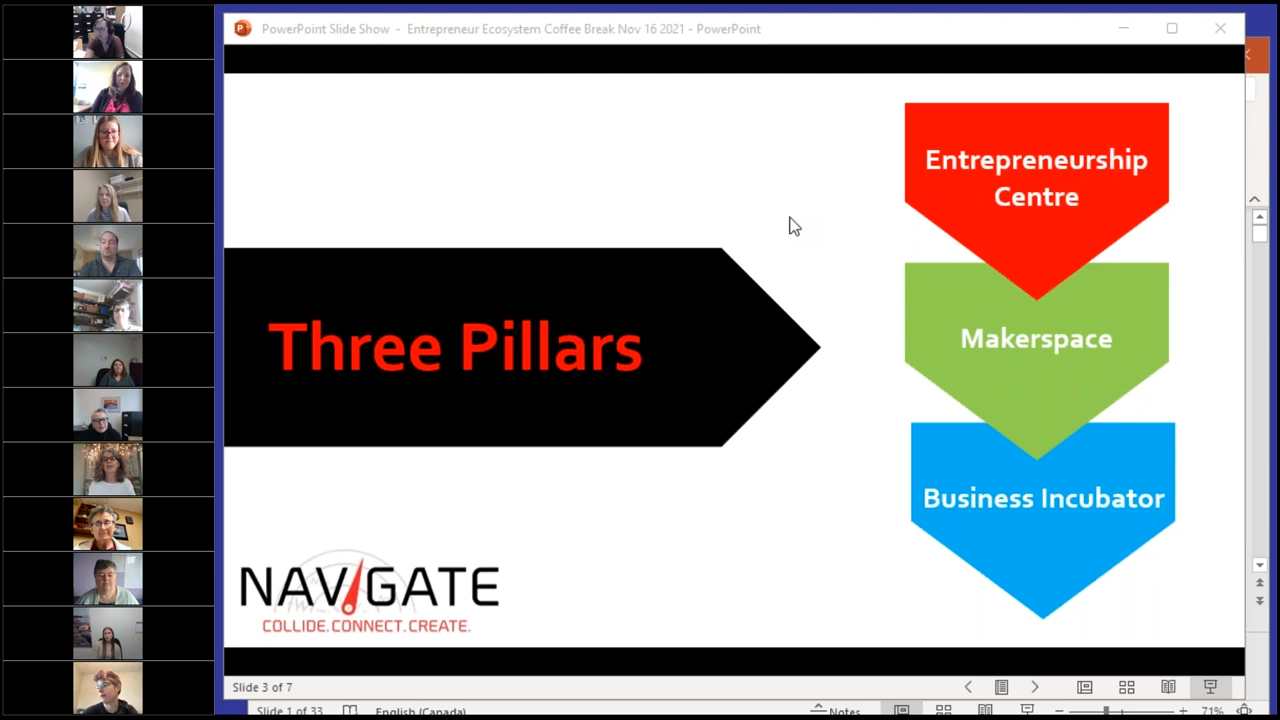 PowerPoint Slide Show - Entrepreneur Ecosystem Coffee Break Nov 16 2021 - PowerPoint
Entrepreneurship
Centre
Three Pillars
Makerspace
Business Incubator
NAVIGATE
COLLIDE. CONNECT. CREATE.
Slide 3 of 7
Slide 1 of 33
English (Canada)
Notes
71%